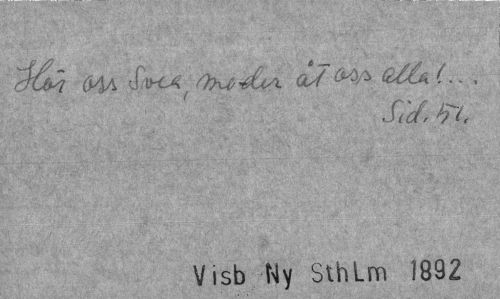 Hör oss Svea, moder åt oss alla!...
Sid. 51.
Visb Ny SthLm 1892